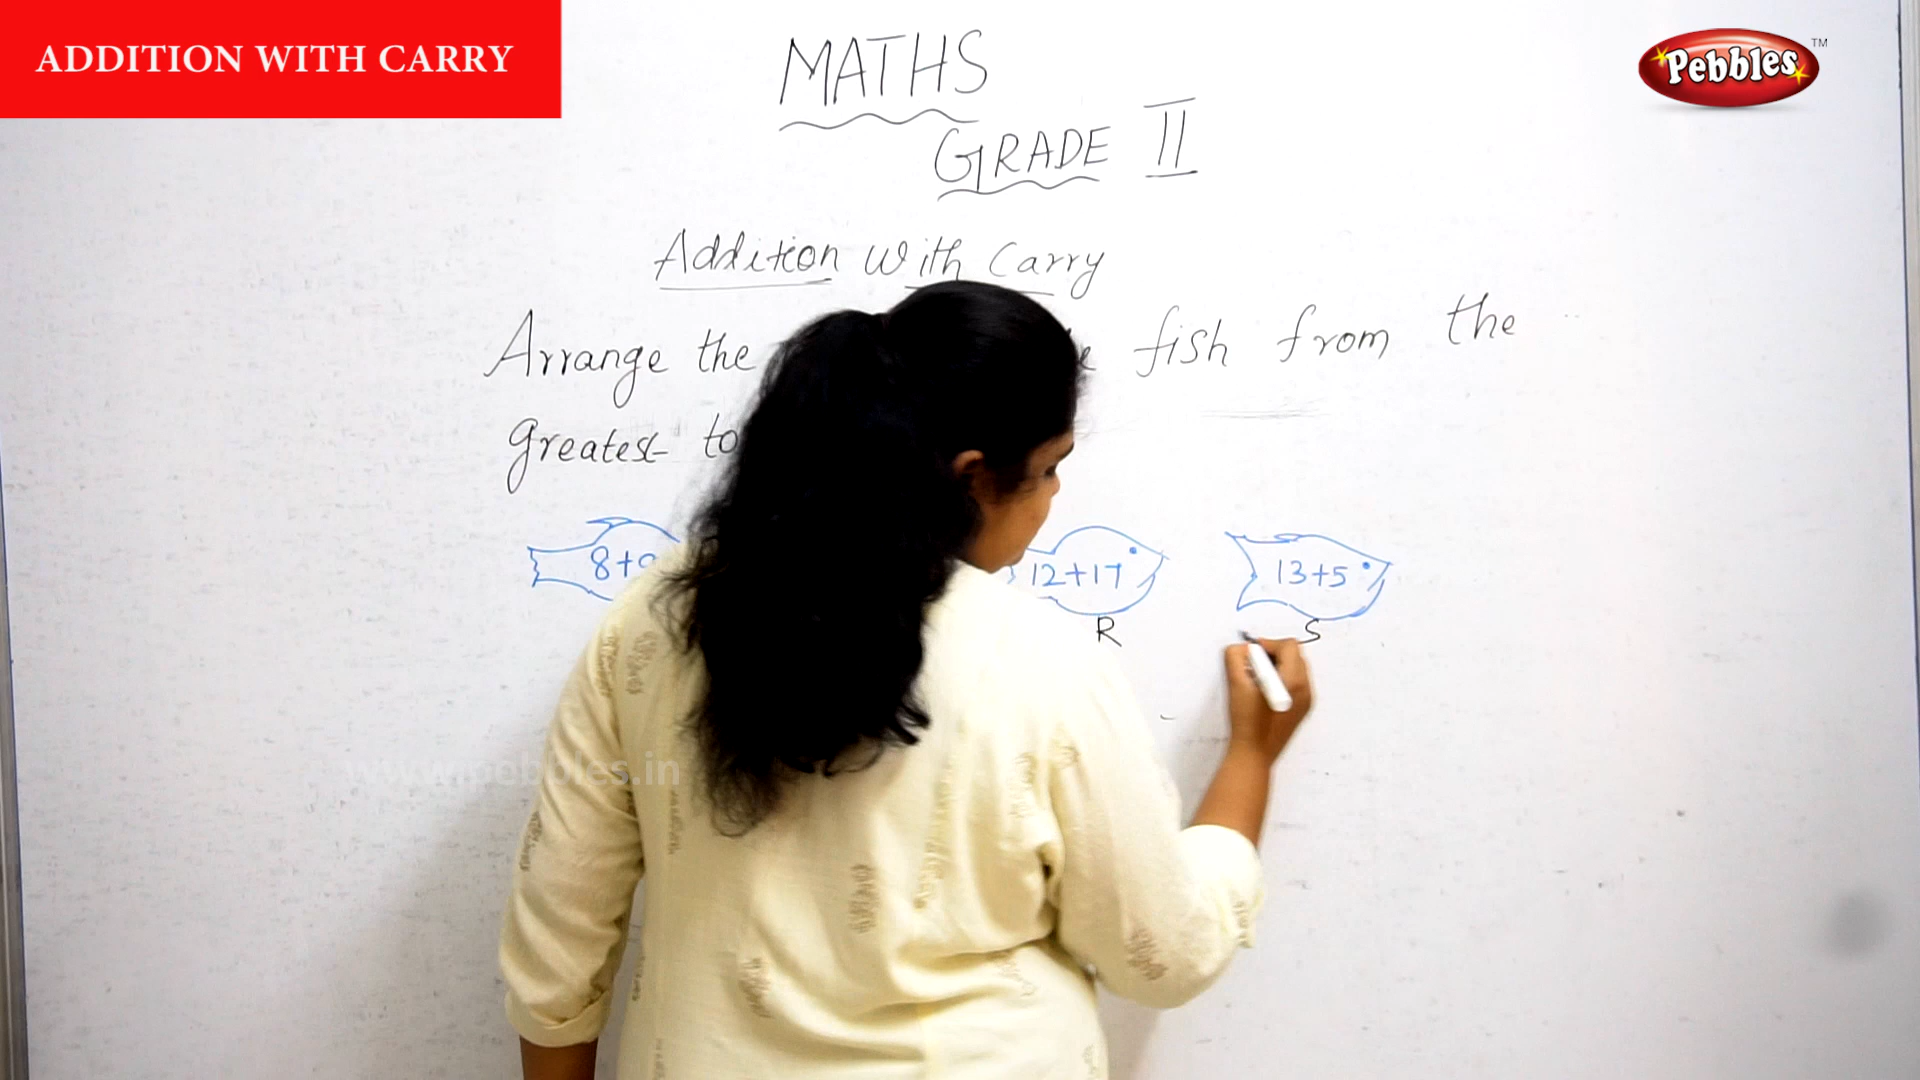 ADDITION WITH CARRY
Pebbles TM
MATHS
GRADE II
Addition With Carry
Arrange the fish from the
greatest to
8+ 12+17 13+5
R S
www.pebbles.in